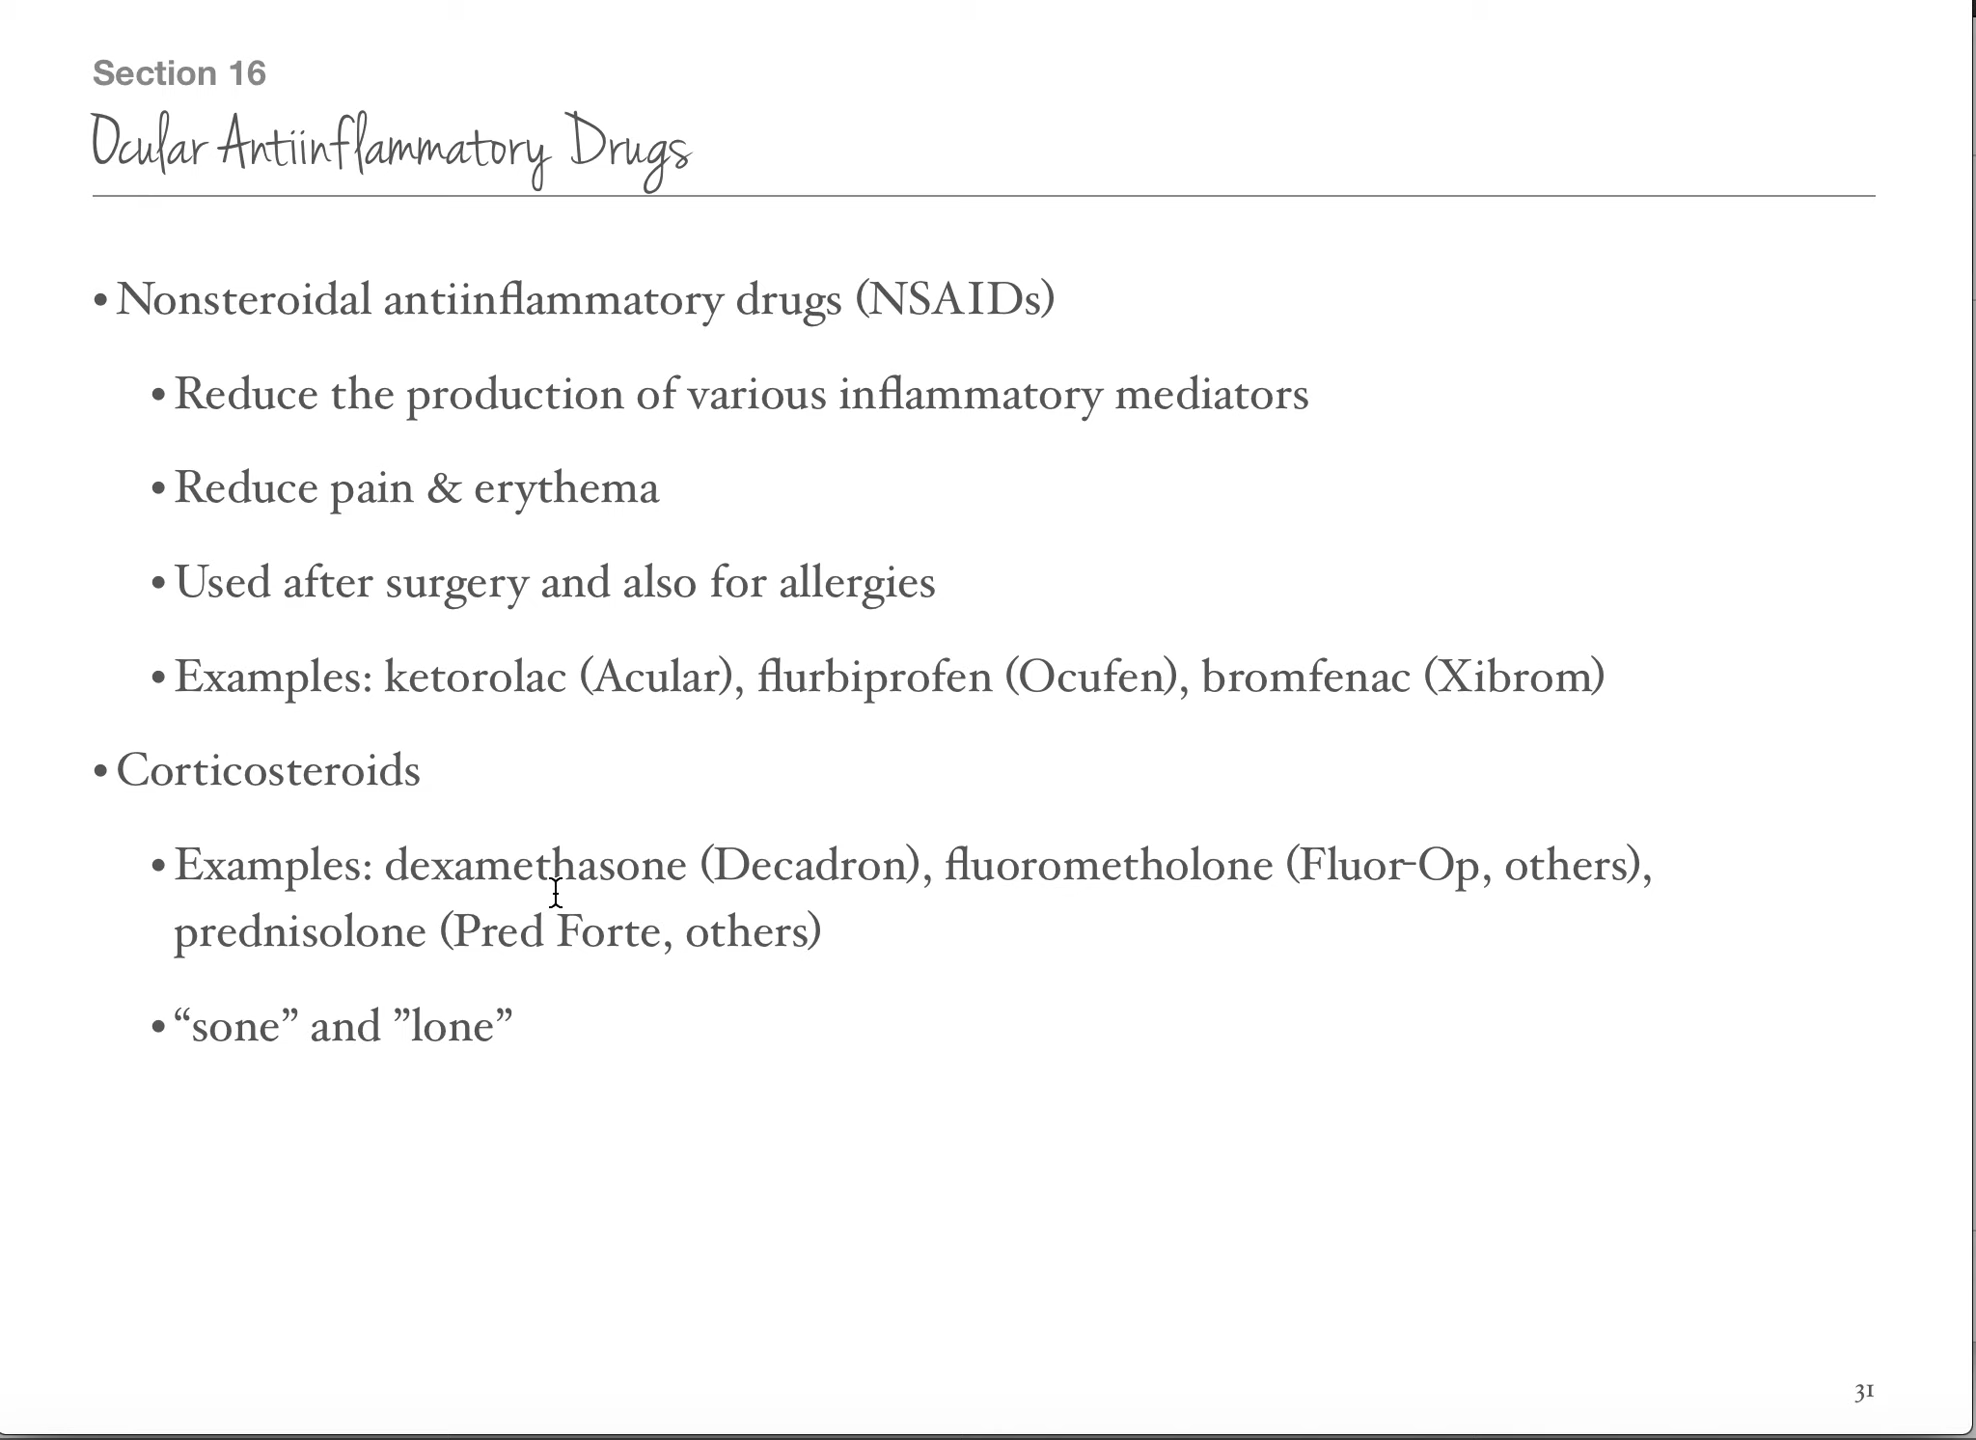 Section 16
Ocular Antiinflammatory Drugs
• Nonsteroidal antiinflammatory drugs (NSAIDs)
• Reduce the production of various inflammatory mediators
• Reduce pain & erythema
• Used after surgery and also for allergies
• Examples: ketorolac (Acular), flurbiprofen (Ocufen), bromfenac (Xibrom)
• Corticosteroids
• Examples: dexamethasone (Decadron), fluorometholone (Fluor-Op, others),
prednisolone (Pred Forte, others)
• “sone” and ”lone”
31